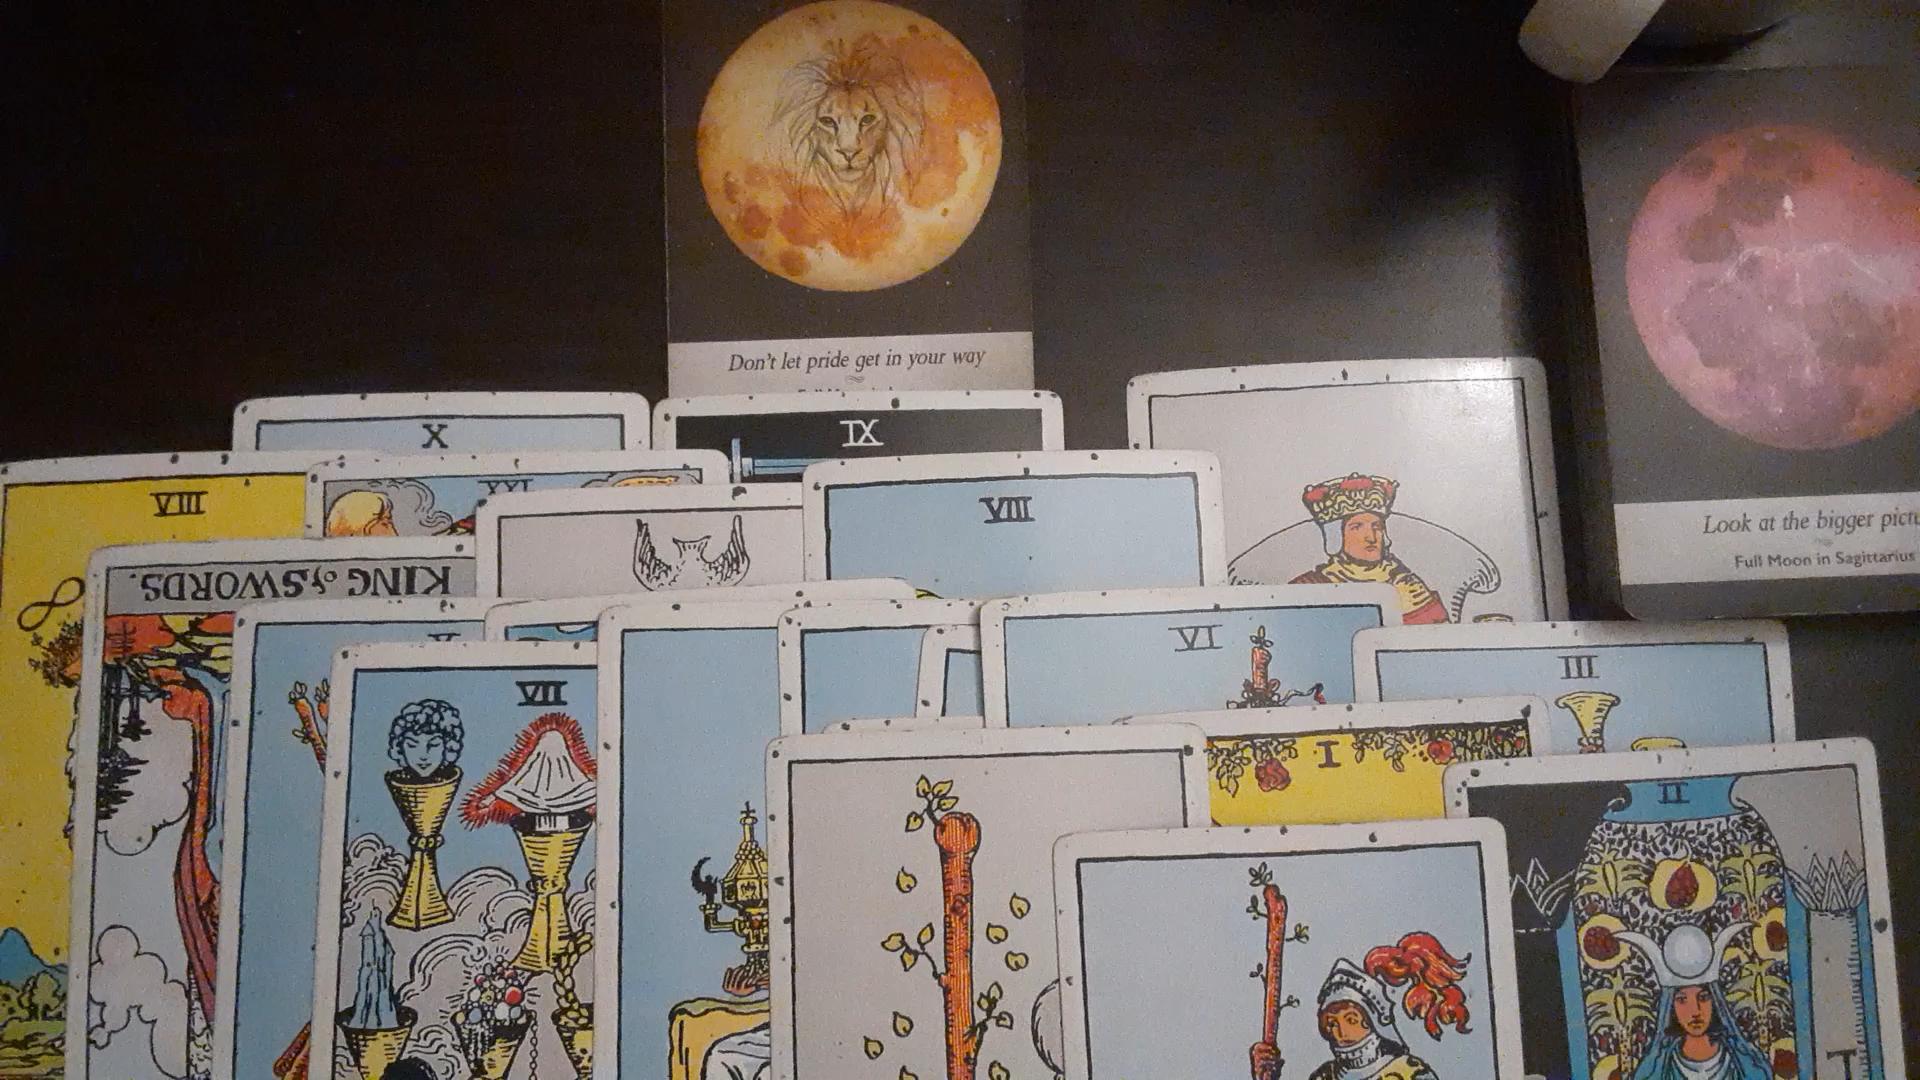 Don't let pride get in your way
X
IX
VIII
XXI
VIII
KING of SWORDS.
Look at the bigger pictu
Full Moon in Sagittarius
VI
III
VII
I
II